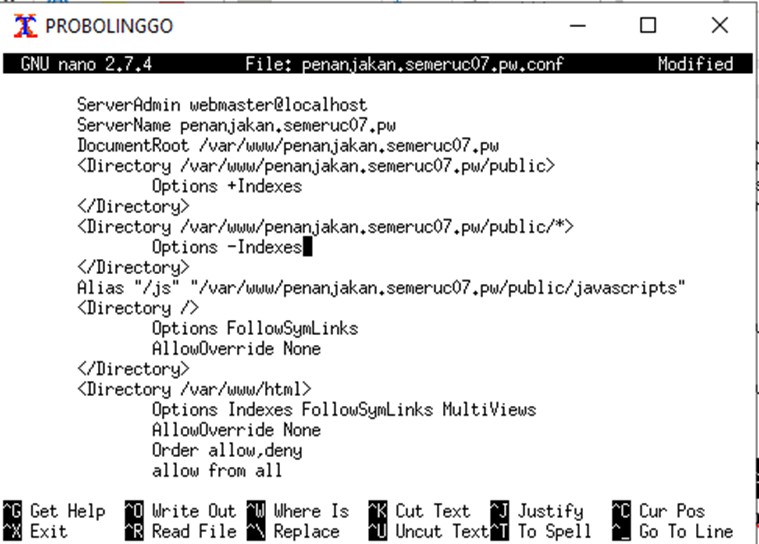 PROBOLINGGO
GNU nano 2.7.4 File: penanjakan.semeruc07.pw.conf Modified
ServerAdmin webmaster@localhost
ServerName penanjakan.semeruc07.pw
DocumentRoot /var/www/penanjakan.semeruc07.pw
<Directory /var/www/penanjakan.semeruc07.pw/public>
Options +Indexes
</Directory>
<Directory /var/www/penanjakan.semeruc07.pw/public/*>
Options -Indexes
</Directory>
Alias "/js" "/var/www/penanjakan.semeruc07.pw/public/javascripts"
<Directory />
Options FollowSymLinks
AllowOverride None
</Directory>
<Directory /var/www/html>
Options Indexes FollowSymLinks MultiViews
AllowOverride None
Order allow,deny
allow from all
^G Get Help ^O Write Out ^W Where Is ^K Cut Text ^J Justify ^C Cur Pos
^X Exit ^R Read File ^\ Replace ^U Uncut Text ^T To Spell ^_ Go To Line